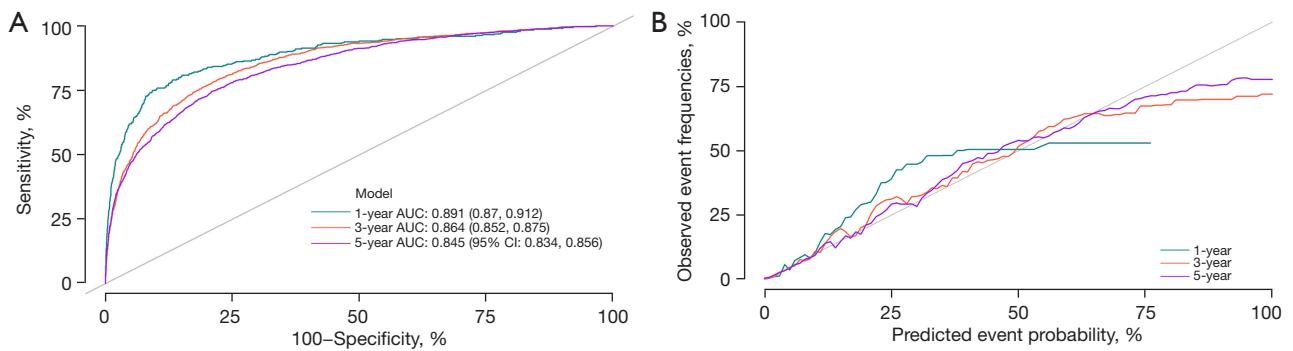 A
Sensitivity, %
100
75
50
25
0
Model
1-year AUC: 0.891 (0.87, 0.912)
3-year AUC: 0.864 (0.852, 0.875)
5-year AUC: 0.845 (95% CI: 0.834, 0.856)
0
25
50
75
100
100–Specificity, %
B
Observed event frequencies, %
100
75
50
25
0
1-year
3-year
5-year
0
25
50
75
100
Predicted event probability, %